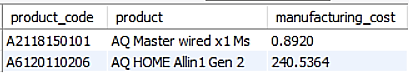 product_code product manufacturing_cost
A2118150101 AQ Master wired x1 Ms 0.8920
A6120110206 AQ HOME Allin1 Gen 2 240.5364